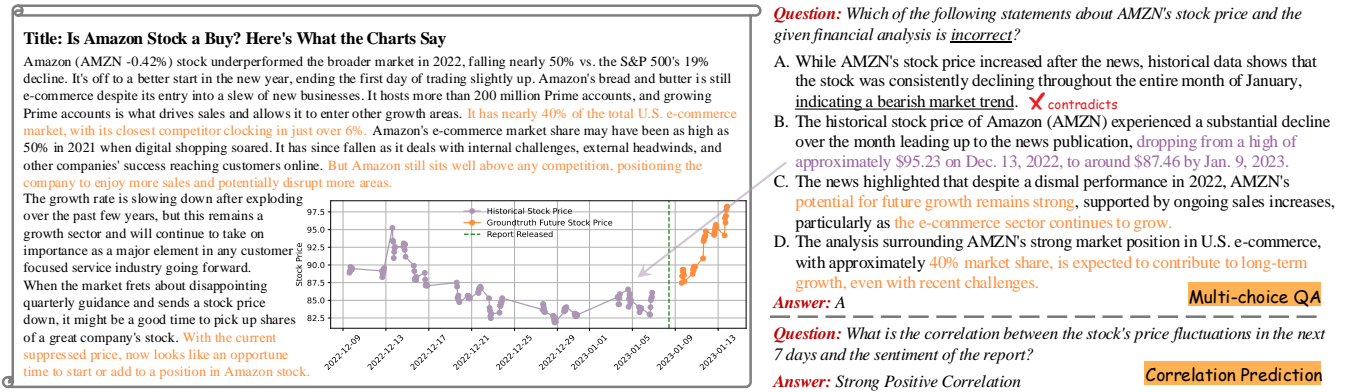 Title: Is Amazon Stock a Buy? Here's What the Charts Say
Amazon (AMZN -0.42%) stock underperformed the broader market in 2022, falling nearly 50% vs. the S&P 500's 19%
decline. It's off to a better start in the new year, ending the first day of trading slightly up. Amazon's bread and butter is still
e-commerce despite its entry into a slew of new businesses. It hosts more than 200 million Prime accounts, and growing
Prime accounts is what drives sales and allows it to enter other growth areas. It has nearly 40% of the total U.S. e-commerce
market, with its closest competitor clocking in just over 6%. Amazon's e-commerce market share may have been as high as
50% in 2021 when digital shopping soared. It has since fallen as it deals with internal challenges, external headwinds, and
other companies' success reaching customers online. But Amazon still sits well above any competition, positioning the
company to enjoy more sales and potentially disrupt more areas.
The growth rate is slowing down after exploding
over the past few years, but this remains a
growth sector and will continue to take on
importance as a major element in any customer
focused service industry going forward.
When the market frets about disappointing
quarterly guidance and sends a stock price
down, it might be a good time to pick up shares
of a great company's stock. With the current
suppressed price, now looks like an opportune
time to start or add to a position in Amazon stock.
Stock Price
97.5
95.0
92.5
90.0
87.5
85.0
82.5
Historical Stock Price
Groundtruth Future Stock Price
Report Released
2022-12-09
2022-12-13
2022-12-17
2022-12-21
2022-12-25
2022-12-29
2023-01-01
2023-01-05
2023-01-09
2023-01-13
Question: Which of the following statements about AMZN's stock price and the
given financial analysis is incorrect?
A. While AMZN's stock price increased after the news, historical data shows that
the stock was consistently declining throughout the entire month of January,
indicating a bearish market trend. ✗ contradicts
B. The historical stock price of Amazon (AMZN) experienced a substantial decline
over the month leading up to the news publication, dropping from a high of
approximately $95.23 on Dec. 13, 2022, to around $87.46 by Jan. 9, 2023.
C. The news highlighted that despite a dismal performance in 2022, AMZN's
potential for future growth remains strong, supported by ongoing sales increases,
particularly as the e-commerce sector continues to grow.
D. The analysis surrounding AMZN's strong market position in U.S. e-commerce,
with approximately 40% market share, is expected to contribute to long-term
growth, even with recent challenges.
Answer: A
Multi-choice QA
Question: What is the correlation between the stock's price fluctuations in the next
7 days and the sentiment of the report?
Answer: Strong Positive Correlation
Correlation Prediction